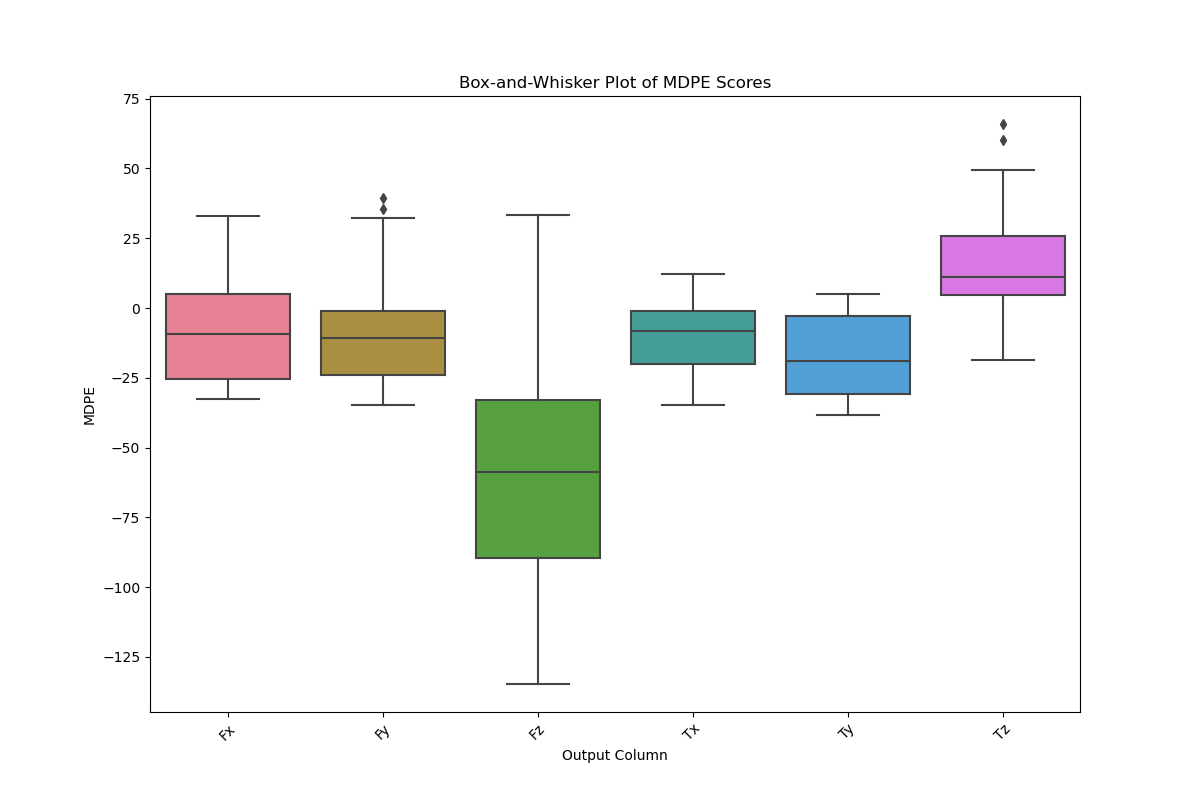 Box-and-Whisker Plot of MDPE Scores
75
50
25
0
−25
−50
−75
−100
−125
MDPE
Fx
Fy
Fz
Tx
Ty
Tz
Output Column